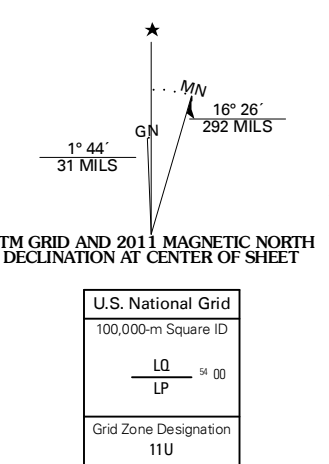 MN
GN
16° 26´
292 MILS
1° 44´
31 MILS
TM GRID AND 2011 MAGNETIC NORTH
DECLINATION AT CENTER OF SHEET
U.S. National Grid
100,000-m Square ID
LQ
54 00
LP
Grid Zone Designation
11U